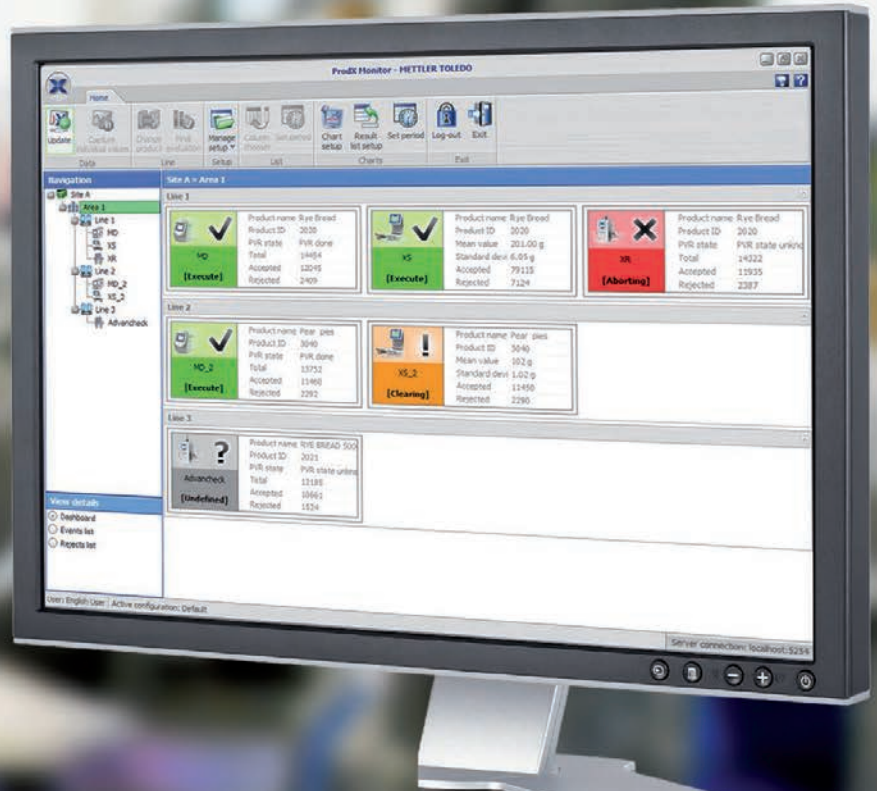 ProdX Monitor - METTLER TOLEDO
Home
Update
Capture individual values
Change product
Manage setup
Column chooser
Set period
Chart setup
Result list setup
Set period
Log-out
Exit
Data
Line
Setup
List
Charts
Exit
Navigation
Site A
Area 1
Line 1
MD
XS
XR
Line 2
MD_2
XS_2
Line 3
Advancheck
View details
Dashboard
Events list
Rejects list
Site A > Area 1
Line 1
MD
[Execute]
Product name Rye Bread
Product ID 2020
PVR state PVR done
Total 14454
Accepted 12045
Rejected 2409
XS
[Execute]
Product name Rye Bread
Product ID 2020
Mean value 201.00 g
Standard devi 6.05 g
Accepted 79115
Rejected 7124
XR
[Aborting]
Product name Rye Bread
Product ID 2020
PVR state PVR state unkno
Total 14322
Accepted 11935
Rejected 2387
Line 2
MD_2
[Execute]
Product name Pear pies
Product ID 3040
PVR state PVR done
Total 13752
Accepted 11460
Rejected 2292
XS_2
[Clearing]
Product name Pear pies
Product ID 3040
Mean value 102 g
Standard devi 1.02 g
Accepted 11450
Rejected 2290
Line 3
Advancheck
[Undefined]
Product name RYE BREAD 500
Product ID 2021
PVR state PVR state unkno
Total 12195
Accepted 10661
Rejected 1534
User: English User Active configuration: Default
Server connection: localhost:5254